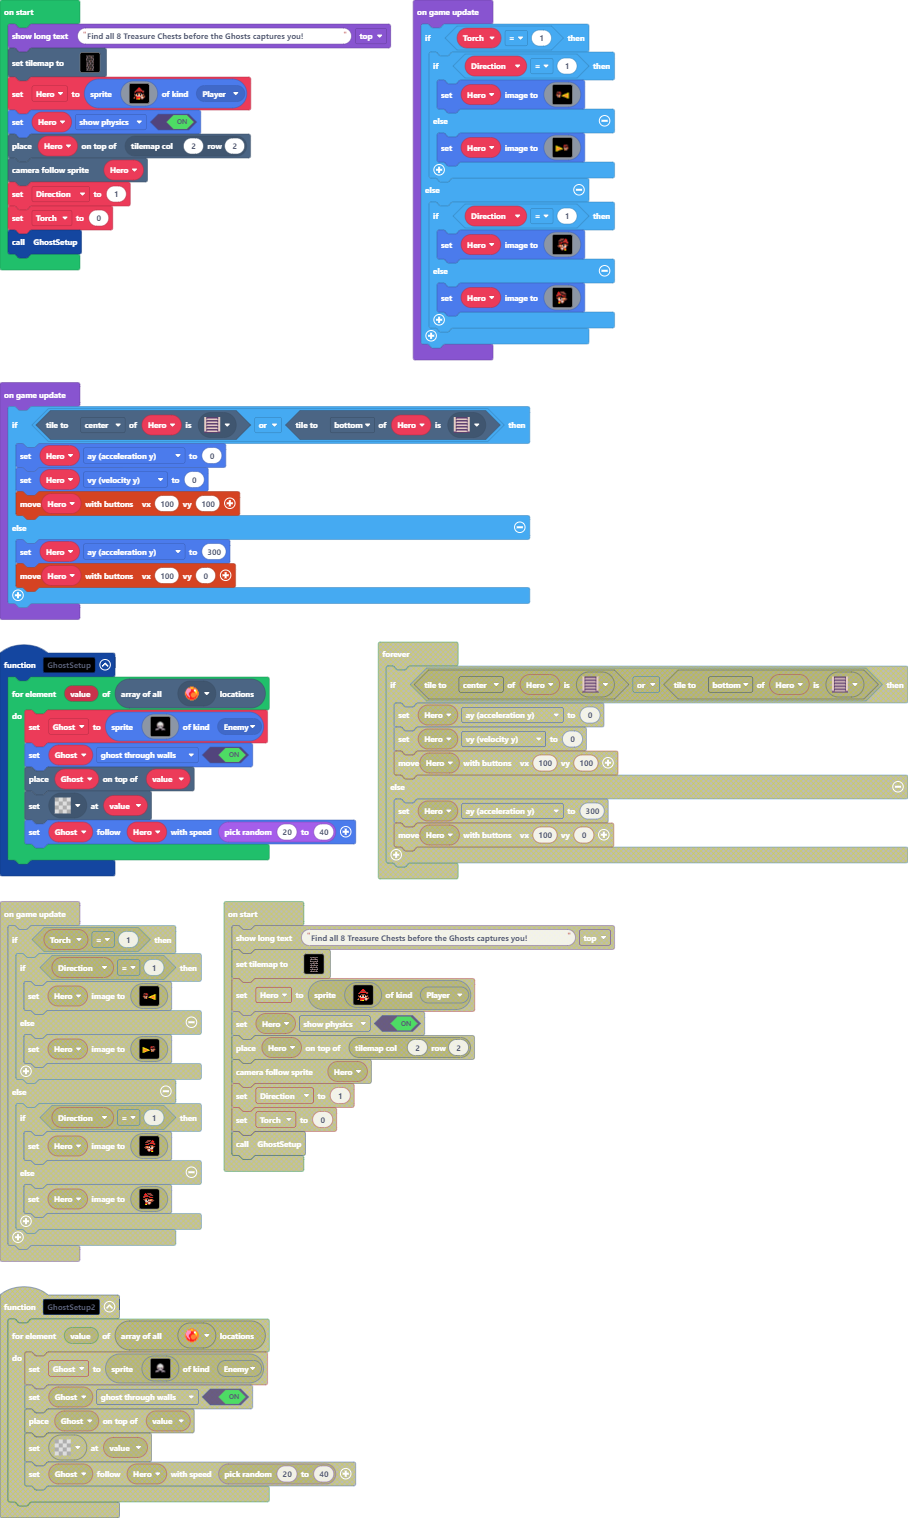 on start
show long text "Find all 8 Treasure Chests before the Ghosts captures you!" top
set tilemap to
set Hero to sprite of kind Player
set Hero show physics ON
place Hero on top of tilemap col 2 row 2
camera follow sprite Hero
set Direction to 1
set Torch to 0
call GhostSetup
on game update
if Torch = 1 then
if Direction = 1 then
set Hero image to
else
set Hero image to
else
if Direction = 1 then
set Hero image to
else
set Hero image to
on game update
if tile to center of Hero is or tile to bottom of Hero is then
set Hero ay (acceleration y) to 0
set Hero vy (velocity y) to 0
move Hero with buttons vx 100 vy 100
else
set Hero ay (acceleration y) to 300
move Hero with buttons vx 100 vy 0
function GhostSetup
for element value of array of all locations
do
set Ghost to sprite of kind Enemy
set Ghost ghost through walls ON
place Ghost on top of value
set at value
set Ghost follow Hero with speed pick random 20 to 40
forever
if tile to center of Hero is or tile to bottom of Hero is then
set Hero ay (acceleration y) to 0
set Hero vy (velocity y) to 0
move Hero with buttons vx 100 vy 100
else
set Hero ay (acceleration y) to 300
move Hero with buttons vx 100 vy 0
on game update
if Torch = 1 then
if Direction = 1 then
set Hero image to
else
set Hero image to
else
if Direction = 1 then
set Hero image to
else
set Hero image to
on start
show long text "Find all 8 Treasure Chests before the Ghosts captures you!" top
set tilemap to
set Hero to sprite of kind Player
set Hero show physics ON
place Hero on top of tilemap col 2 row 2
camera follow sprite Hero
set Direction to 1
set Torch to 0
call GhostSetup
function GhostSetup2
for element value of array of all locations
do
set Ghost to sprite of kind Enemy
set Ghost ghost through walls ON
place Ghost on top of value
set at value
set Ghost follow Hero with speed pick random 20 to 40